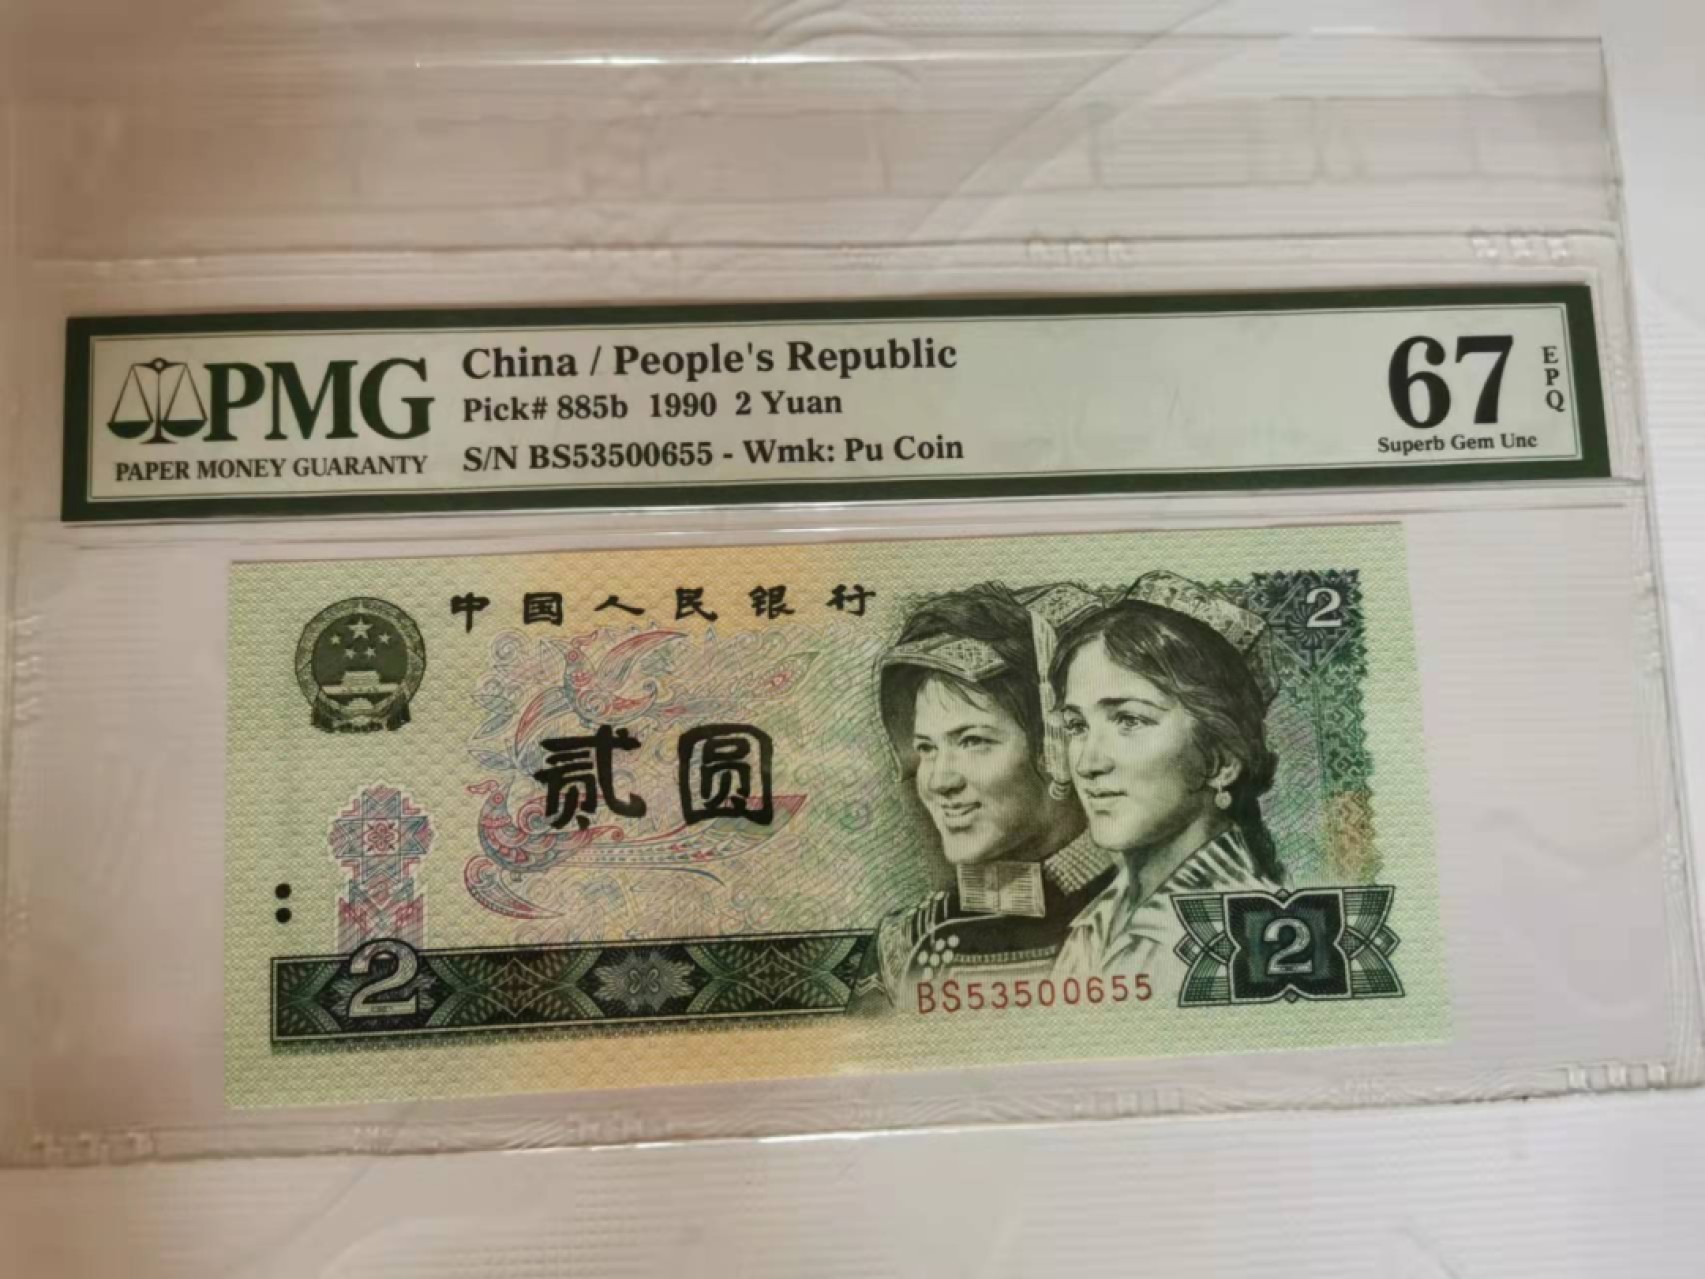 PMG
PAPER MONEY GUARANTY
China / People's Republic
Pick# 885b 1990 2 Yuan
S/N BS53500655 - Wmk: Pu Coin
67
EPQ
Superb Gem Unc
中国人民银行
2
贰圆
2
2
BS53500655